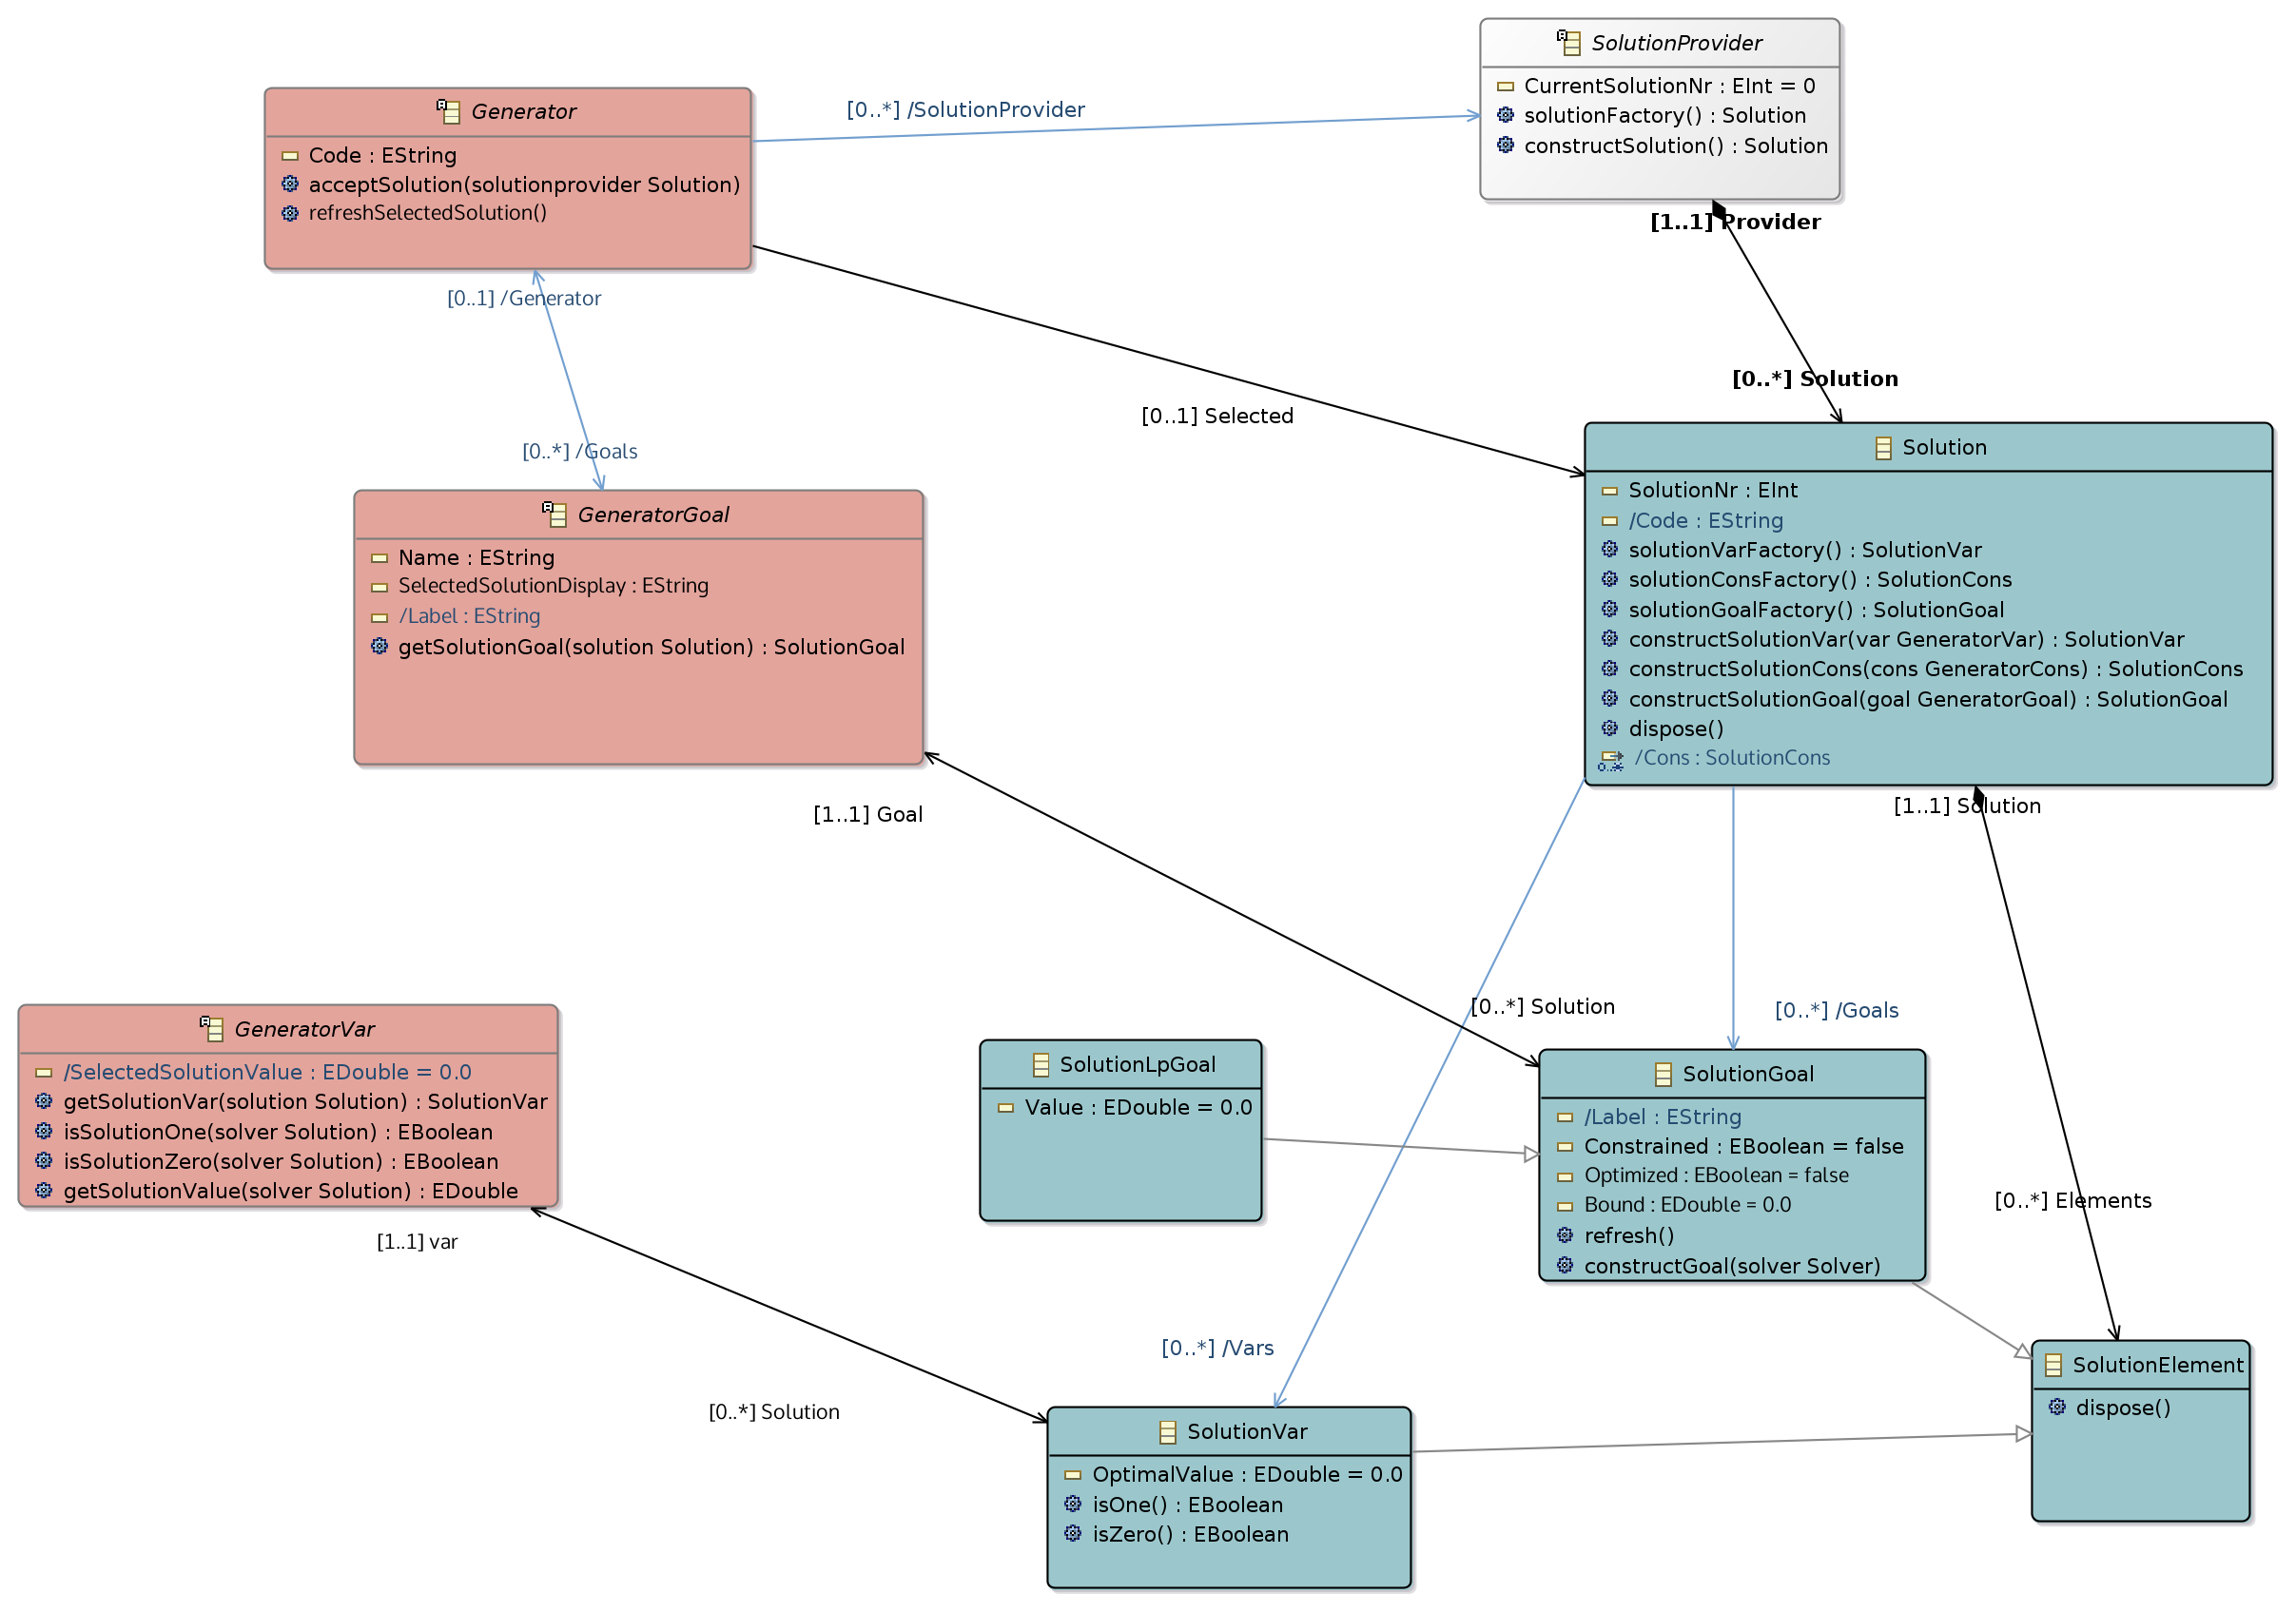 SolutionProvider
CurrentSolutionNr : EInt = 0
solutionFactory() : Solution
constructSolution() : Solution
Generator
Code : EString
acceptSolution(solutionprovider Solution)
refreshSelectedSolution()
[0..*] /SolutionProvider
[1..1] Provider
[0..1] /Generator
[0..*] Solution
[0..1] Selected
[0..*] /Goals
Solution
SolutionNr : EInt
/Code : EString
solutionVarFactory() : SolutionVar
solutionConsFactory() : SolutionCons
solutionGoalFactory() : SolutionGoal
constructSolutionVar(var GeneratorVar) : SolutionVar
constructSolutionCons(cons GeneratorCons) : SolutionCons
constructSolutionGoal(goal GeneratorGoal) : SolutionGoal
dispose()
0..*
/Cons : SolutionCons
GeneratorGoal
Name : EString
SelectedSolutionDisplay : EString
/Label : EString
getSolutionGoal(solution Solution) : SolutionGoal
[1..1] Goal
[1..1] Solution
[0..*] Solution
[0..*] /Goals
GeneratorVar
/SelectedSolutionValue : EDouble = 0.0
getSolutionVar(solution Solution) : SolutionVar
isSolutionOne(solver Solution) : EBoolean
isSolutionZero(solver Solution) : EBoolean
getSolutionValue(solver Solution) : EDouble
SolutionLpGoal
Value : EDouble = 0.0
SolutionGoal
/Label : EString
Constrained : EBoolean = false
Optimized : EBoolean = false
Bound : EDouble = 0.0
refresh()
constructGoal(solver Solver)
[0..*] Elements
[1..1] var
[0..*] /Vars
[0..*] Solution
SolutionElement
dispose()
SolutionVar
OptimalValue : EDouble = 0.0
isOne() : EBoolean
isZero() : EBoolean